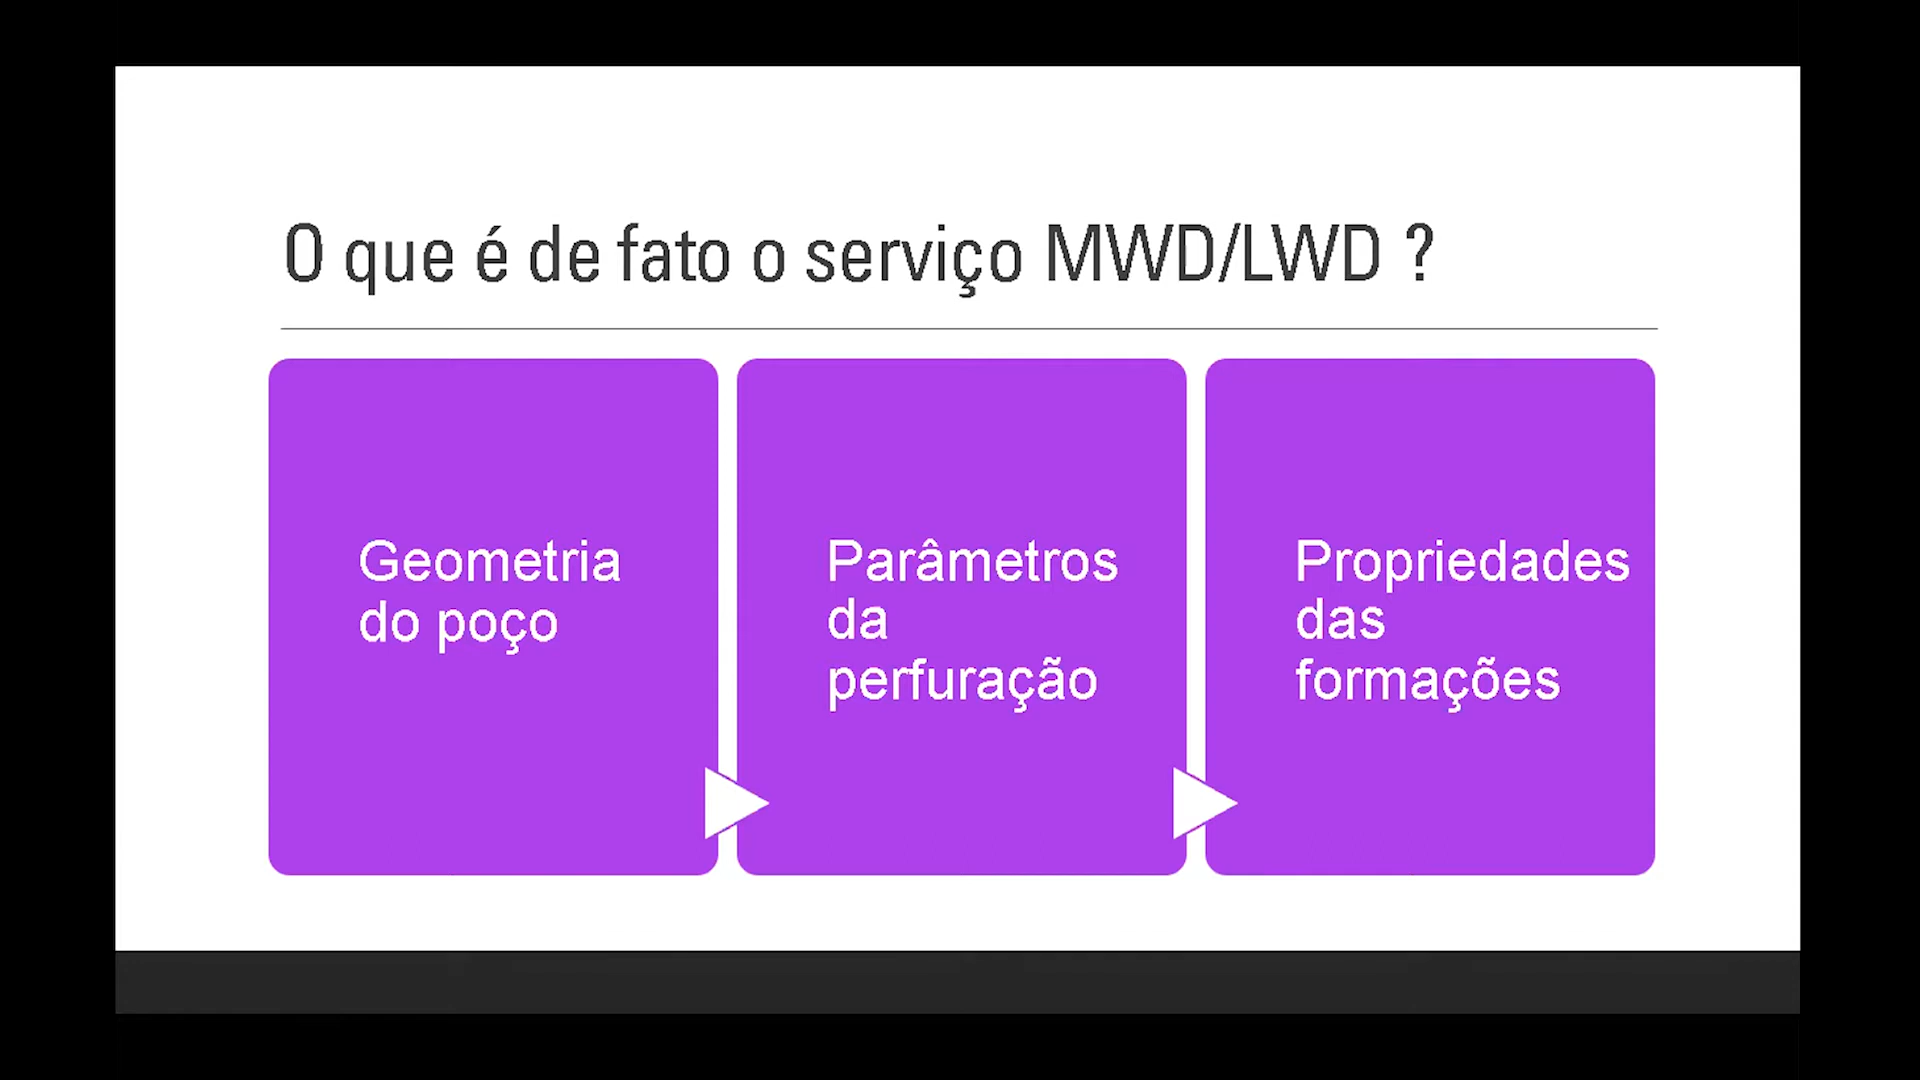 O que é de fato o serviço MWD/LWD ?
Geometria
do poço
Parâmetros
da
perfuração
Propriedades
das
formações